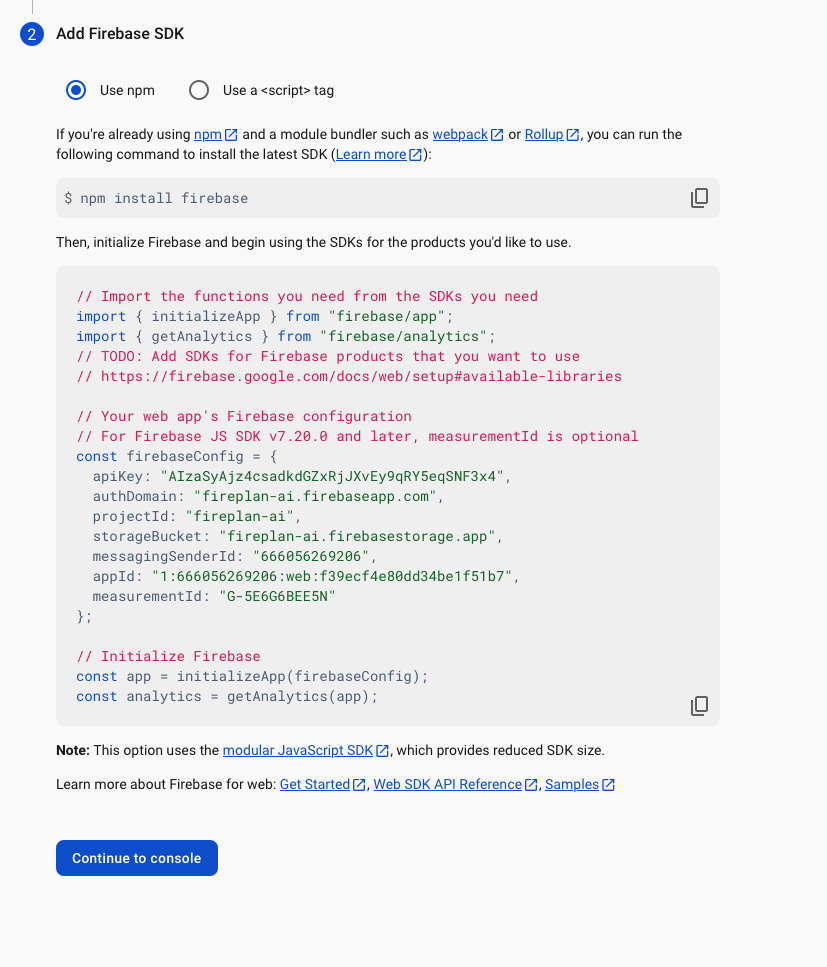 2 Add Firebase SDK
Use npm Use a <script> tag
If you're already using npm and a module bundler such as webpack or Rollup, you can run the
following command to install the latest SDK (Learn more):
$ npm install firebase
Then, initialize Firebase and begin using the SDKs for the products you'd like to use.
// Import the functions you need from the SDKs you need
import { initializeApp } from "firebase/app";
import { getAnalytics } from "firebase/analytics";
// TODO: Add SDKs for Firebase products that you want to use
// https://firebase.google.com/docs/web/setup#available-libraries
// Your web app's Firebase configuration
// For Firebase JS SDK v7.20.0 and later, measurementId is optional
const firebaseConfig = {
apiKey: "AIzaSyAjz4csadkdGZxRjJXvEy9qRY5eqSNF3x4",
authDomain: "fireplan-ai.firebaseapp.com",
projectId: "fireplan-ai",
storageBucket: "fireplan-ai.firebasestorage.app",
messagingSenderId: "666056269206",
appId: "1:666056269206:web:f39ecf4e80dd34be1f51b7",
measurementId: "G-5E6G6BEE5N"
};
// Initialize Firebase
const app = initializeApp(firebaseConfig);
const analytics = getAnalytics(app);
Note: This option uses the modular JavaScript SDK, which provides reduced SDK size.
Learn more about Firebase for web: Get Started, Web SDK API Reference, Samples
Continue to console